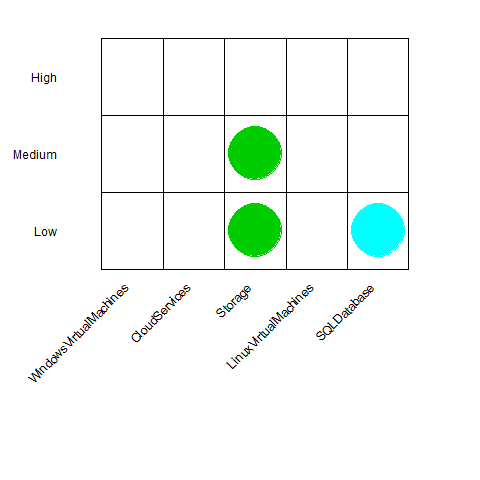 High
Medium
Low
WindowsVirtualMachines
CloudServices
Storage
LinuxVirtualMachines
SQLDatabase